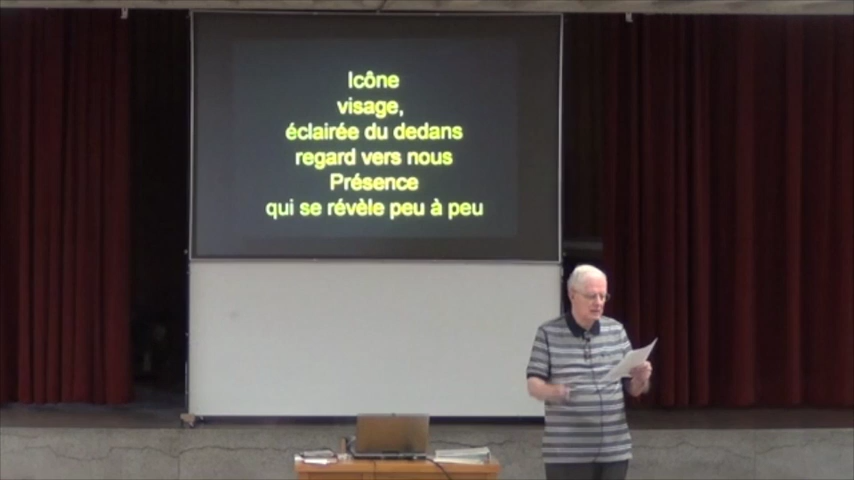 Icône
visage,
éclairée du dedans
regard vers nous
Présence
qui se révèle peu à peu